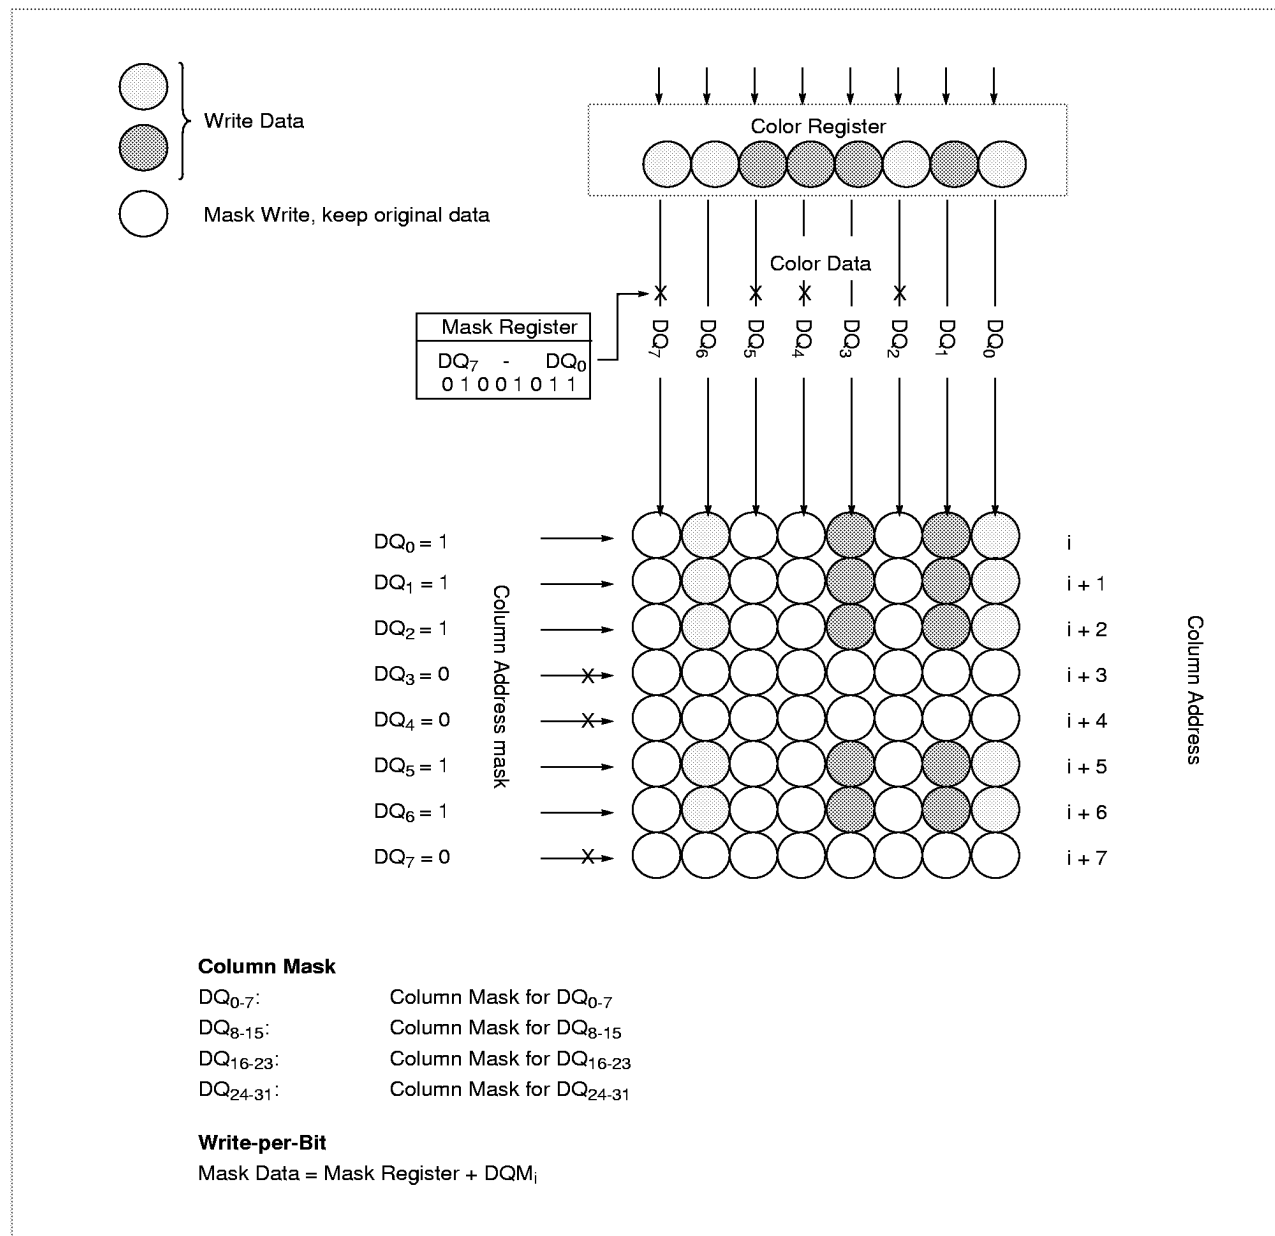 Write Data
Mask Write, keep original data
Color Register
Color Data
X X X X
Mask Register
DQ7 - DQ0
0 1 0 0 1 0 1 1
DQ7 DQ6 DQ5 DQ4 DQ3 DQ2 DQ1 DQ0
DQ0 = 1 i
DQ1 = 1 i + 1
DQ2 = 1 i + 2
DQ3 = 0 X i + 3
DQ4 = 0 X i + 4
DQ5 = 1 i + 5
DQ6 = 1 i + 6
DQ7 = 0 X i + 7
Column Address mask
Column Address
Column Mask
DQ0-7: Column Mask for DQ0-7
DQ8-15: Column Mask for DQ8-15
DQ16-23: Column Mask for DQ16-23
DQ24-31: Column Mask for DQ24-31
Write-per-Bit
Mask Data = Mask Register + DQMi